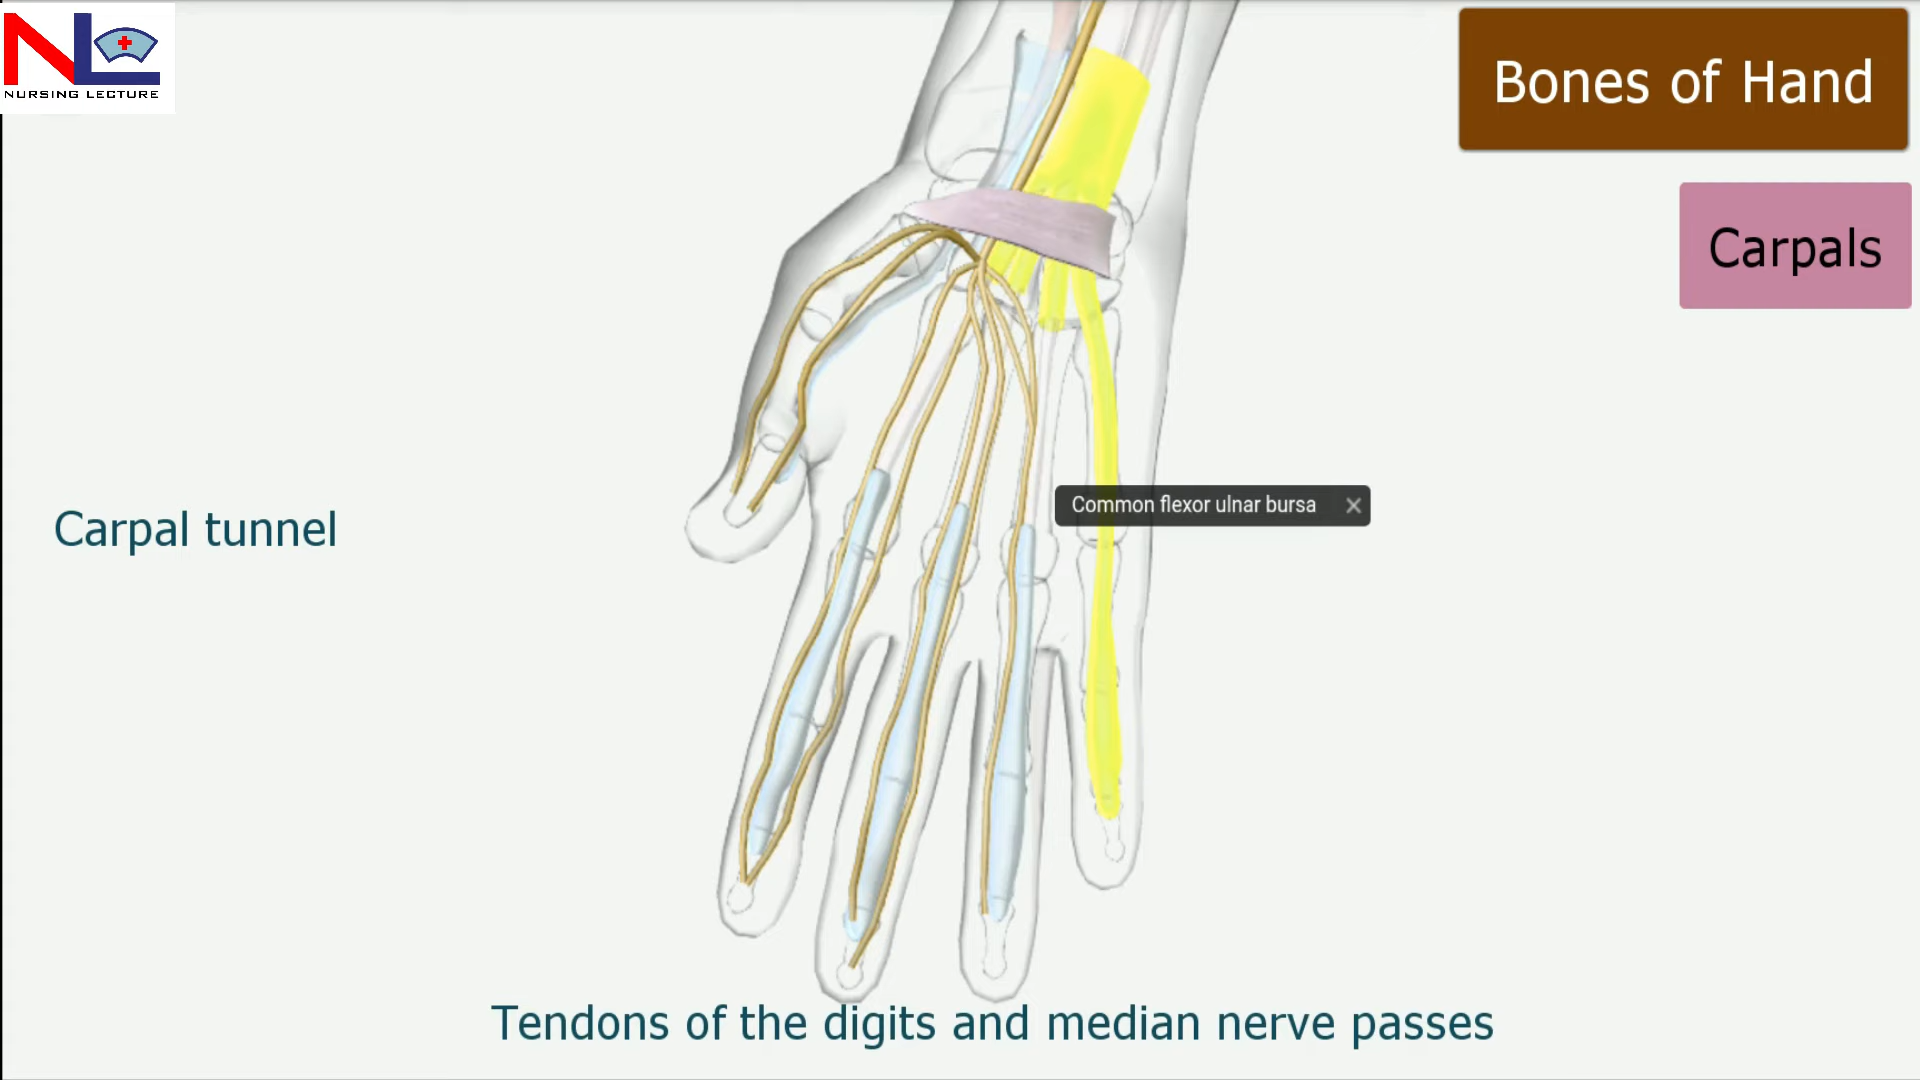 NL
NURSING LECTURE
Bones of Hand
Carpals
Common flexor ulnar bursa
Carpal tunnel
Tendons of the digits and median nerve passes